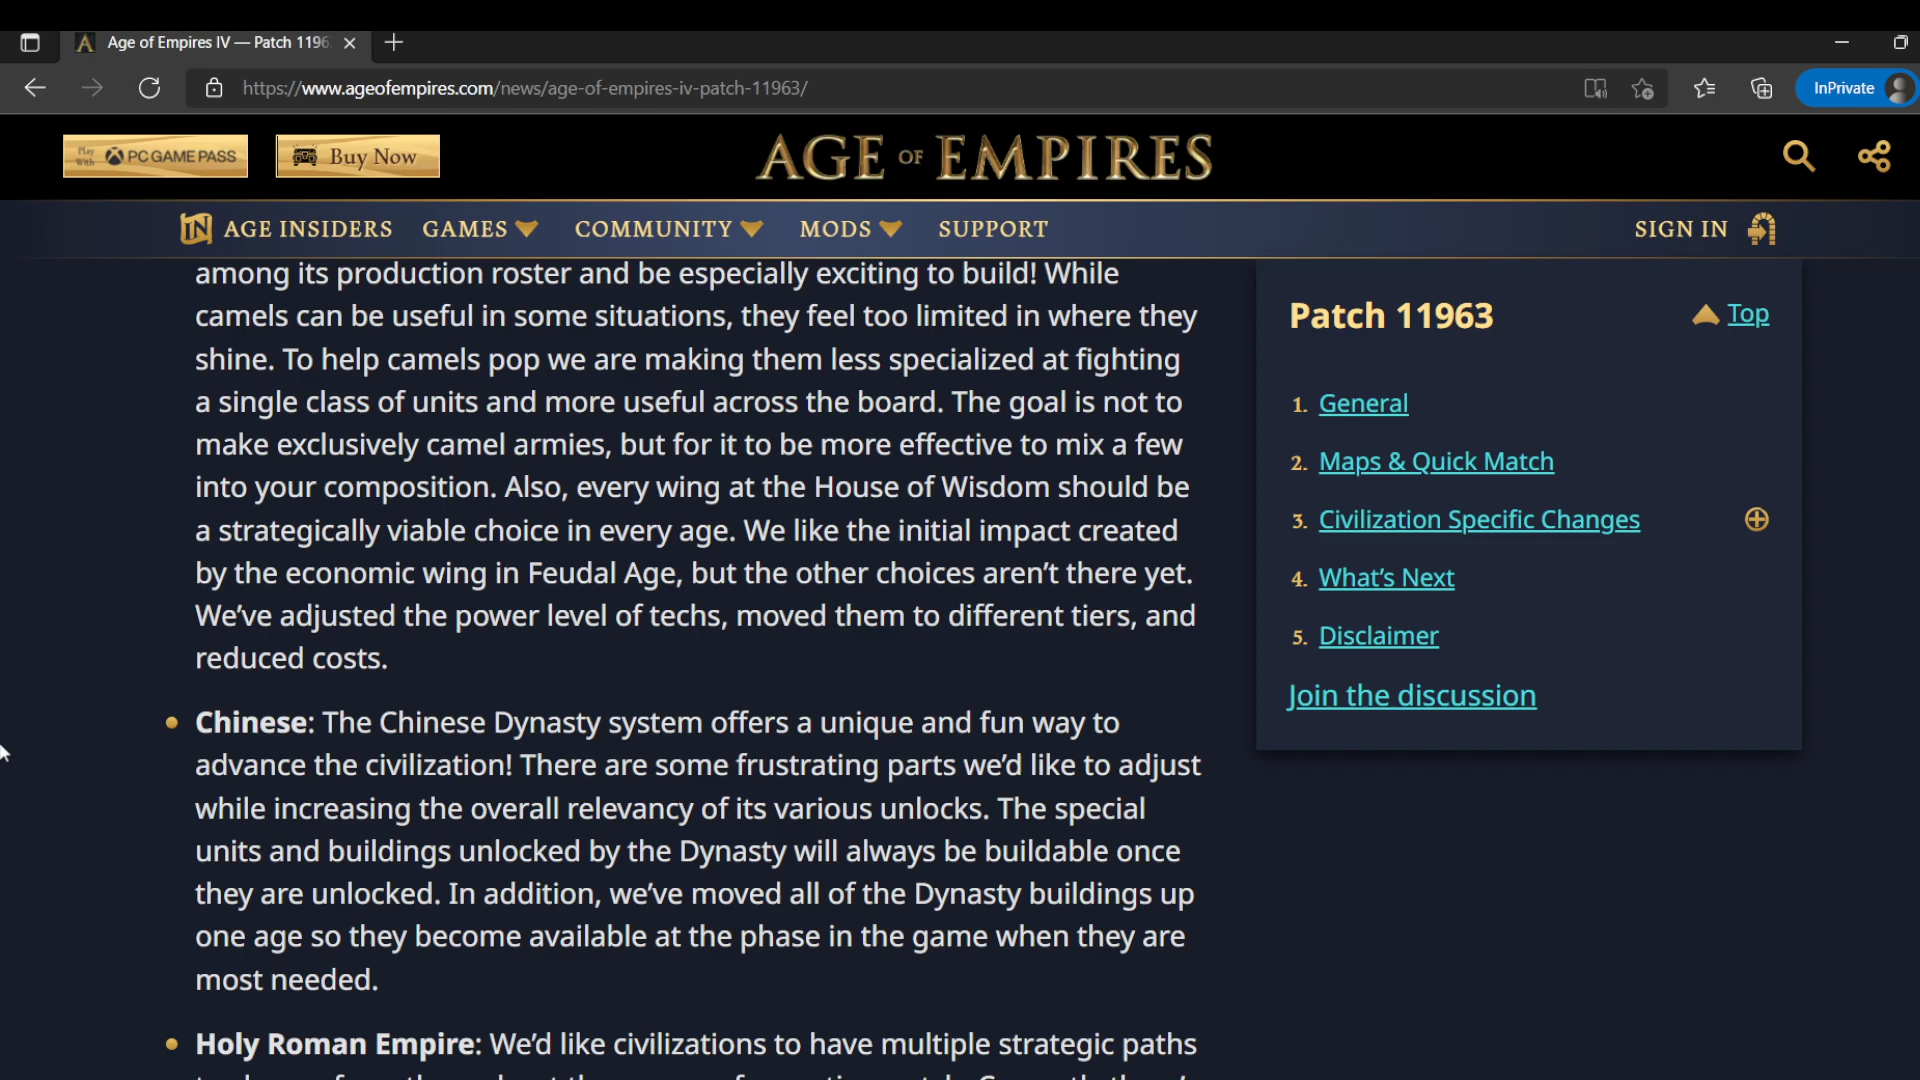 Age of Empires IV — Patch 1196
https://www.ageofempires.com/news/age-of-empires-iv-patch-11963/
InPrivate
Play With PC GAME PASS
Buy Now
AGE OF EMPIRES
IN AGE INSIDERS GAMES COMMUNITY MODS SUPPORT SIGN IN
among its production roster and be especially exciting to build! While
camels can be useful in some situations, they feel too limited in where they
shine. To help camels pop we are making them less specialized at fighting
a single class of units and more useful across the board. The goal is not to
make exclusively camel armies, but for it to be more effective to mix a few
into your composition. Also, every wing at the House of Wisdom should be
a strategically viable choice in every age. We like the initial impact created
by the economic wing in Feudal Age, but the other choices aren’t there yet.
We’ve adjusted the power level of techs, moved them to different tiers, and
reduced costs.
Chinese: The Chinese Dynasty system offers a unique and fun way to
advance the civilization! There are some frustrating parts we’d like to adjust
while increasing the overall relevancy of its various unlocks. The special
units and buildings unlocked by the Dynasty will always be buildable once
they are unlocked. In addition, we’ve moved all of the Dynasty buildings up
one age so they become available at the phase in the game when they are
most needed.
Holy Roman Empire: We’d like civilizations to have multiple strategic paths
Patch 11963
Top
1. General
2. Maps & Quick Match
3. Civilization Specific Changes
4. What’s Next
5. Disclaimer
Join the discussion